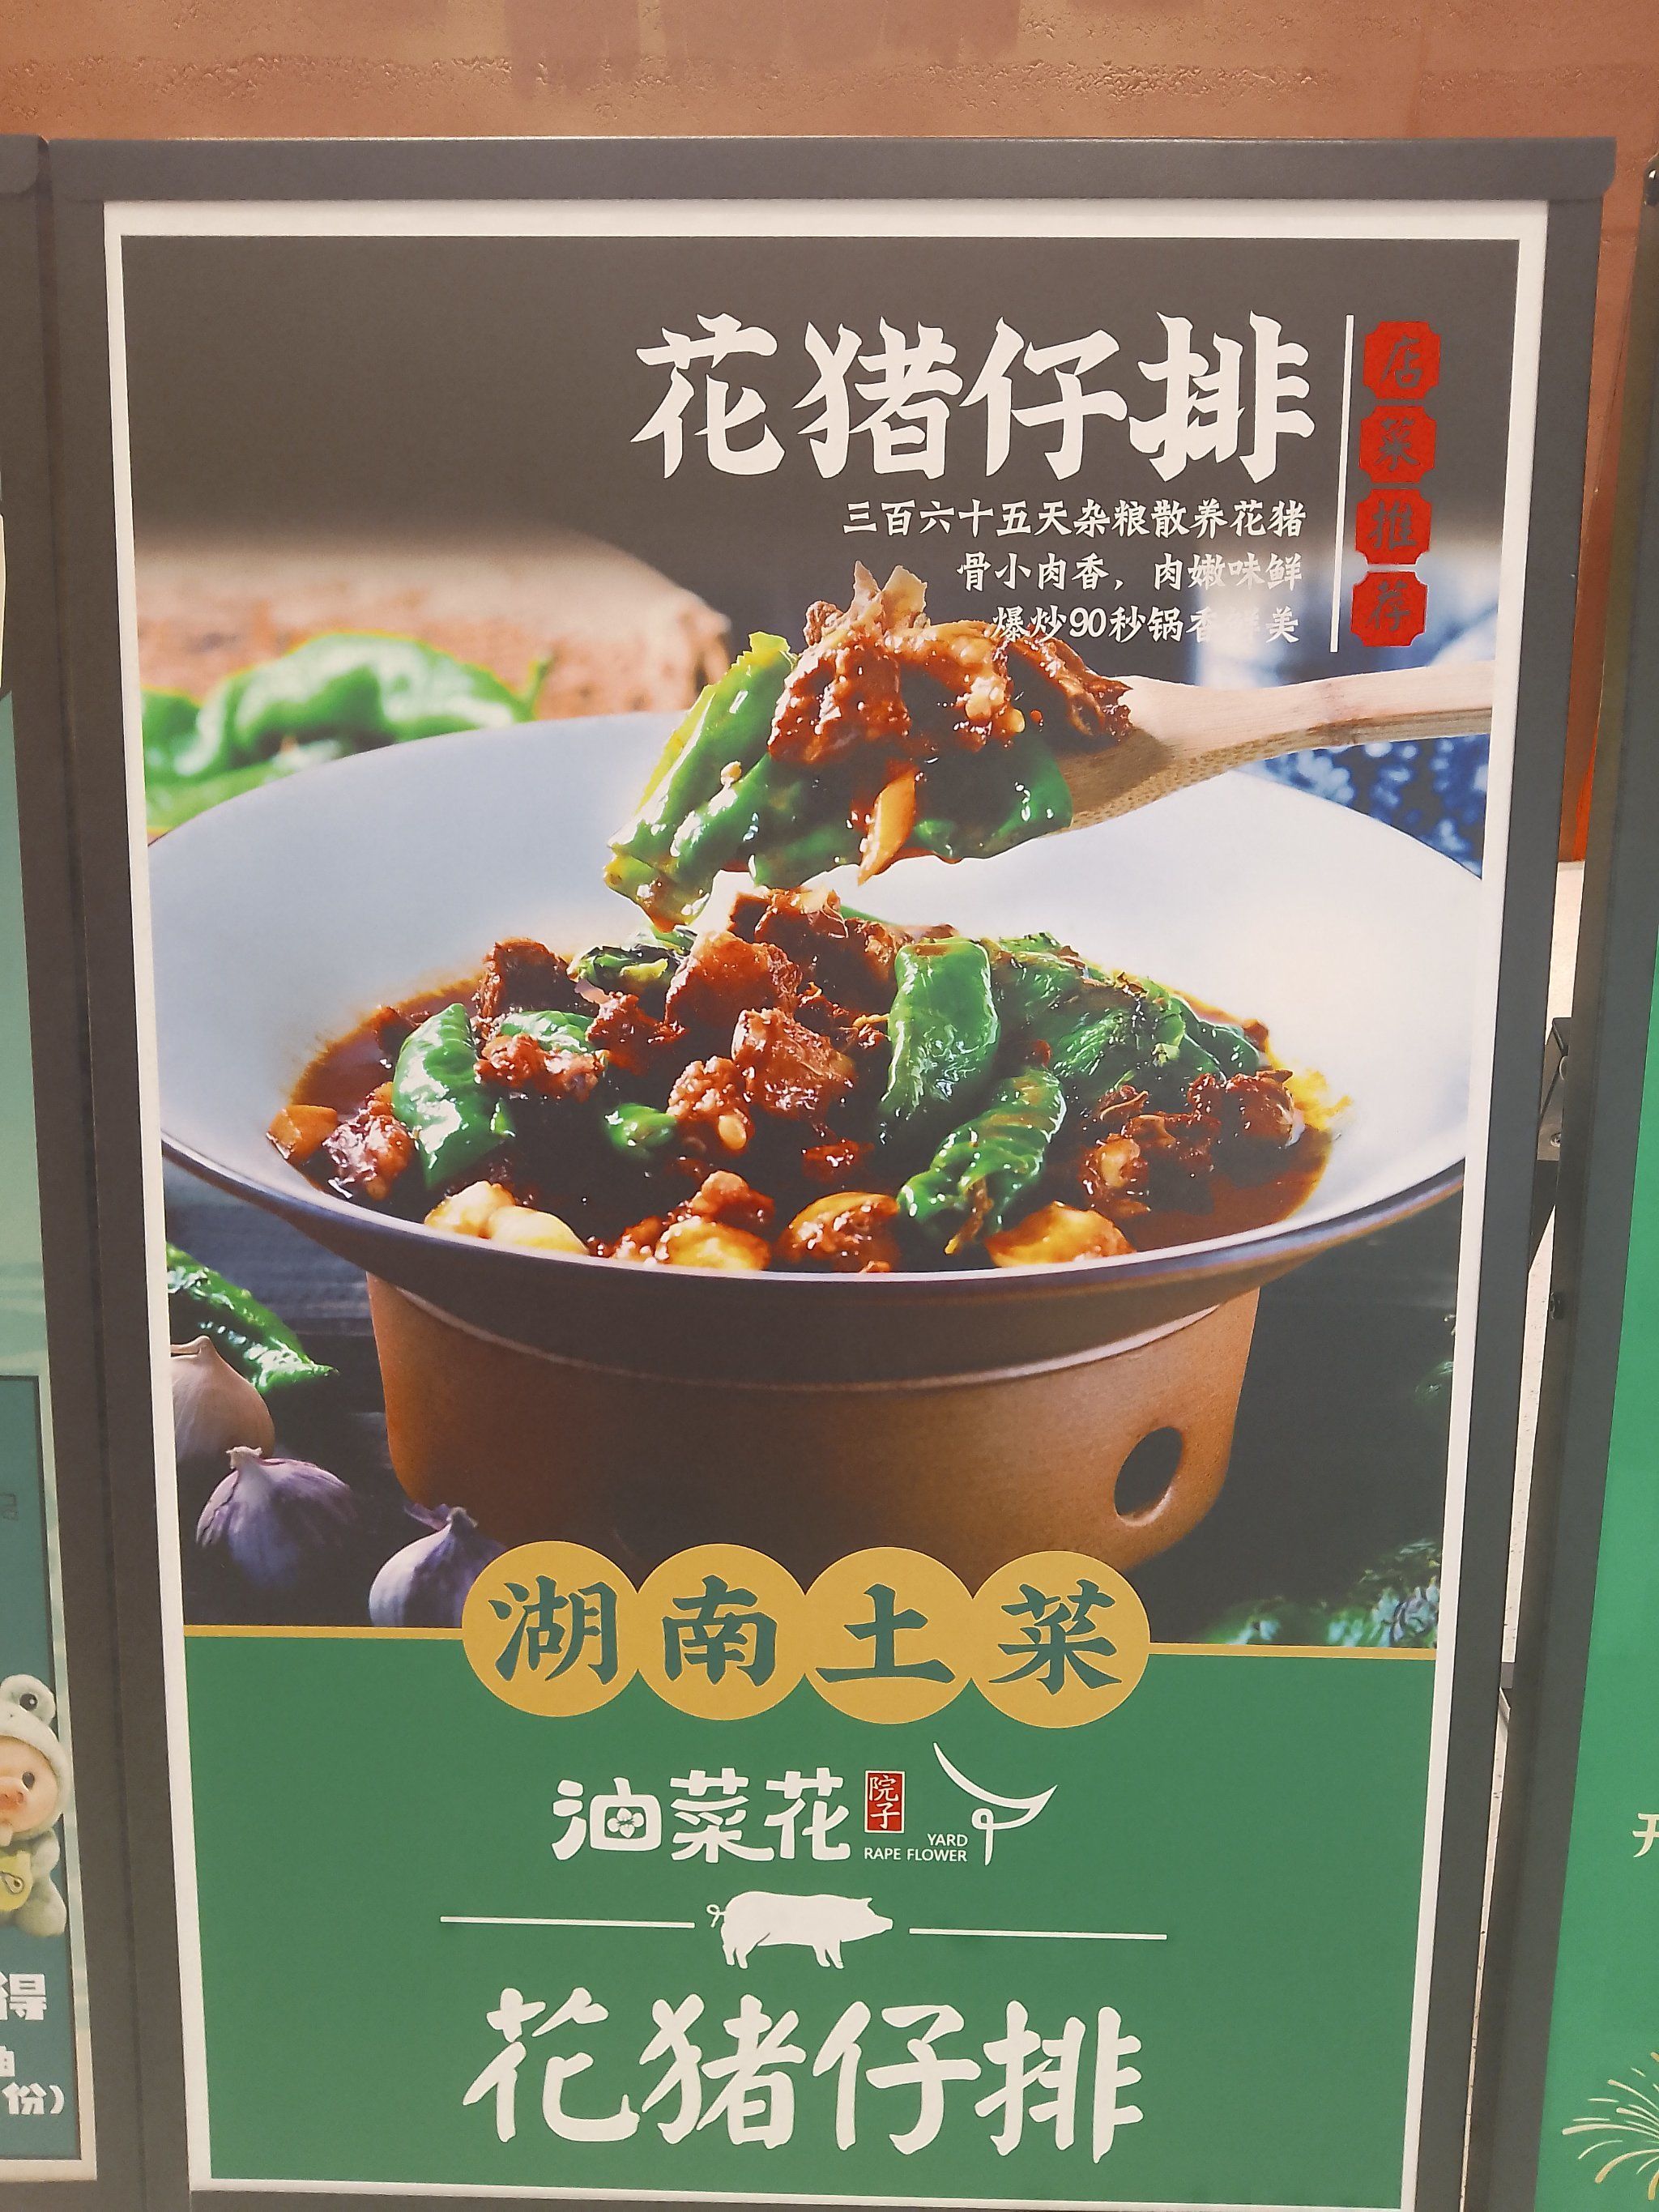 花猪仔排
三百六十五天杂粮散养花猪
骨小肉香，肉嫩味鲜
爆炒90秒锅香鲜美
店菜推荐
湖南土菜
油菜花
院子
YARD
RAPE FLOWER
花猪仔排
得
份）